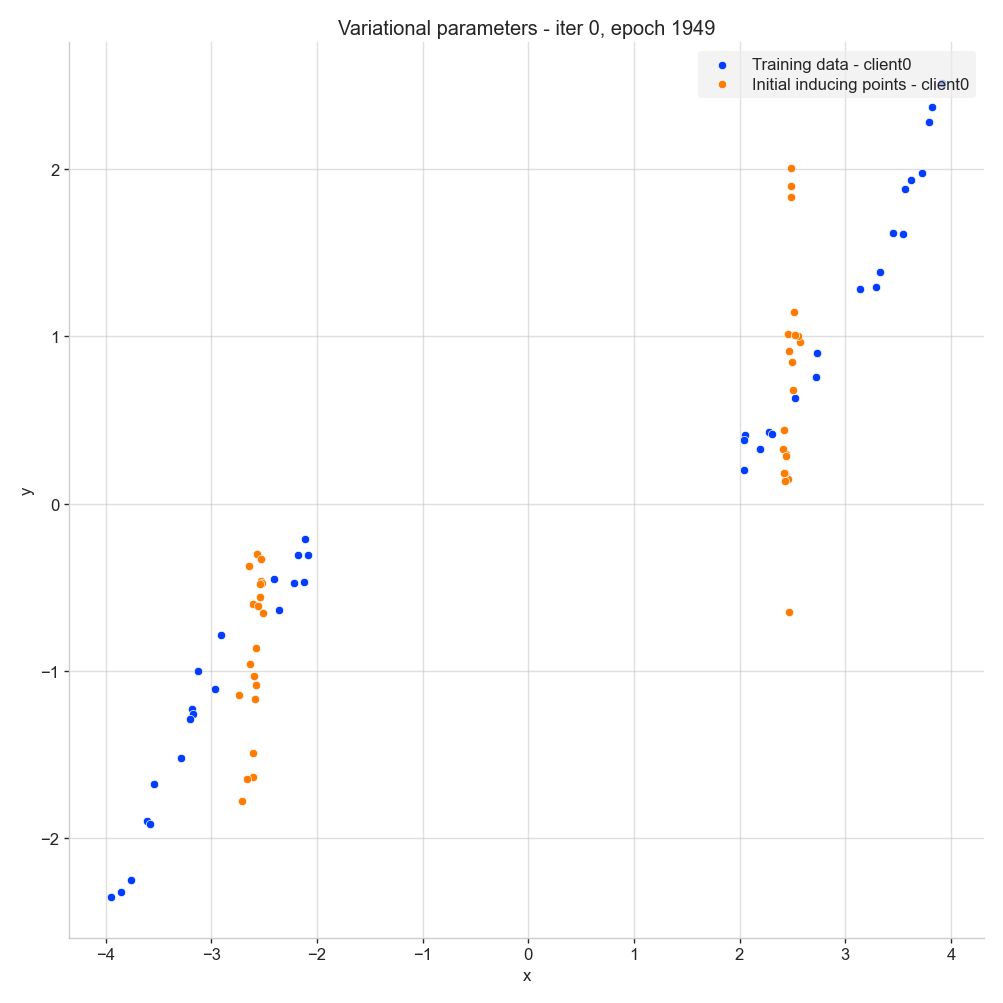 Variational parameters - iter 0, epoch 1949
Training data - client0
Initial inducing points - client0
2
1
0
−1
−2
y
−4 −3 −2 −1 0 1 2 3 4
x